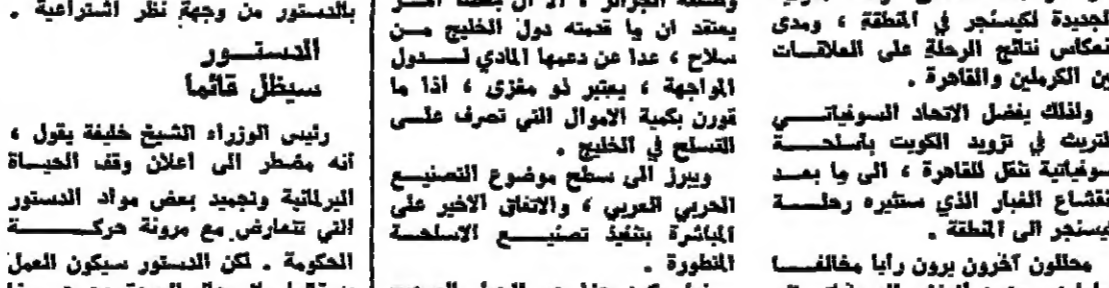 الجديدة لكيسنجر في المنطقة ، ومدى
انعكاس نتائج الرحلة على العلاقات
بين الكرملين والقاهرة .
ولذلك يفضل الاتحاد السوفياتي
التريث في تزويد الكويت بأسلحة
سوفياتية تنقل للقاهرة ، الى ما بعد
انقشاع الغبار الذي ستثيره رحلة
كيسنجر الى المنطقة .
محللون آخرون يرون رأيا مخالفا
يعتقد ان ما قدمته دول الخليج من
سلاح ، عدا عن دعمها المادي لدول
المواجهة ، يعتبر ذو مغزى ، اذا ما
قورن بكمية الاموال التي تصرف على
التسلح في الخليج .
ويبرز الى سطح موضوع التصنيع
الحربي العربي ، والاتفاق الاخير على
المباشرة بتنفيذ تصنيع الاسلحة
المتطورة .
بالدستور من وجهة نظر اشتراعية .
الدستور
سيظل قائما
رئيس الوزراء الشيخ خليفة يقول ،
أنه مضطر الى اعلان وقف الحياة
البرلمانية وتجميد بعض مواد الدستور
التي تتعارض مع مرونة حركة
الحكومة . لكن الدستور سيكون العمل